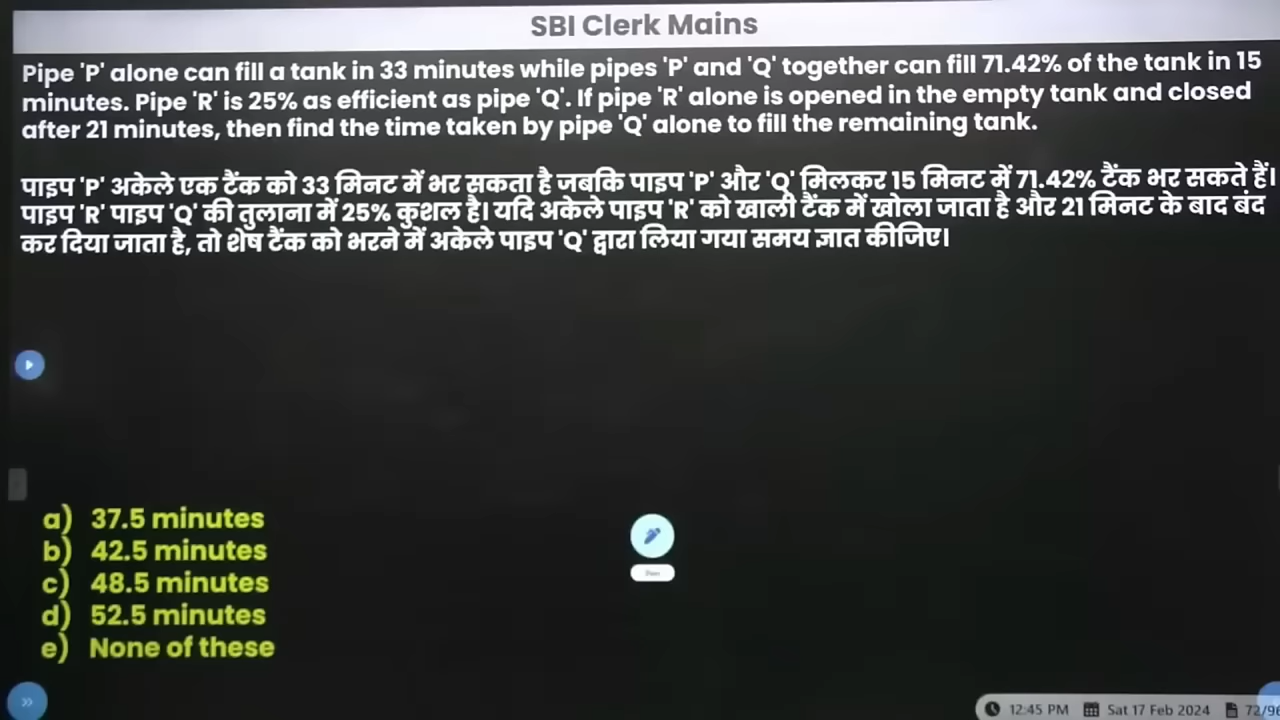 SBI Clerk Mains
Pipe 'P' alone can fill a tank in 33 minutes while pipes 'P' and 'Q' together can fill 71.42% of the tank in 15
minutes. Pipe 'R' is 25% as efficient as pipe 'Q'. If pipe 'R' alone is opened in the empty tank and closed
after 21 minutes, then find the time taken by pipe 'Q' alone to fill the remaining tank.
पाइप 'P' अकेले एक टैंक को 33 मिनट में भर सकता है जबकि पाइप 'P' और 'Q' मिलकर 15 मिनट में 71.42% टैंक भर सकते हैं।
पाइप 'R' पाइप 'Q' की तुलना में 25% कुशल है। यदि अकेले पाइप 'R' को खाली टैंक में खोला जाता है और 21 मिनट के बाद बंद
कर दिया जाता है, तो शेष टैंक को भरने में अकेले पाइप 'Q' द्वारा लिया गया समय ज्ञात कीजिए।
a) 37.5 minutes
b) 42.5 minutes
c) 48.5 minutes
d) 52.5 minutes
e) None of these
12:45 PM Sat 17 Feb 2024 72/96